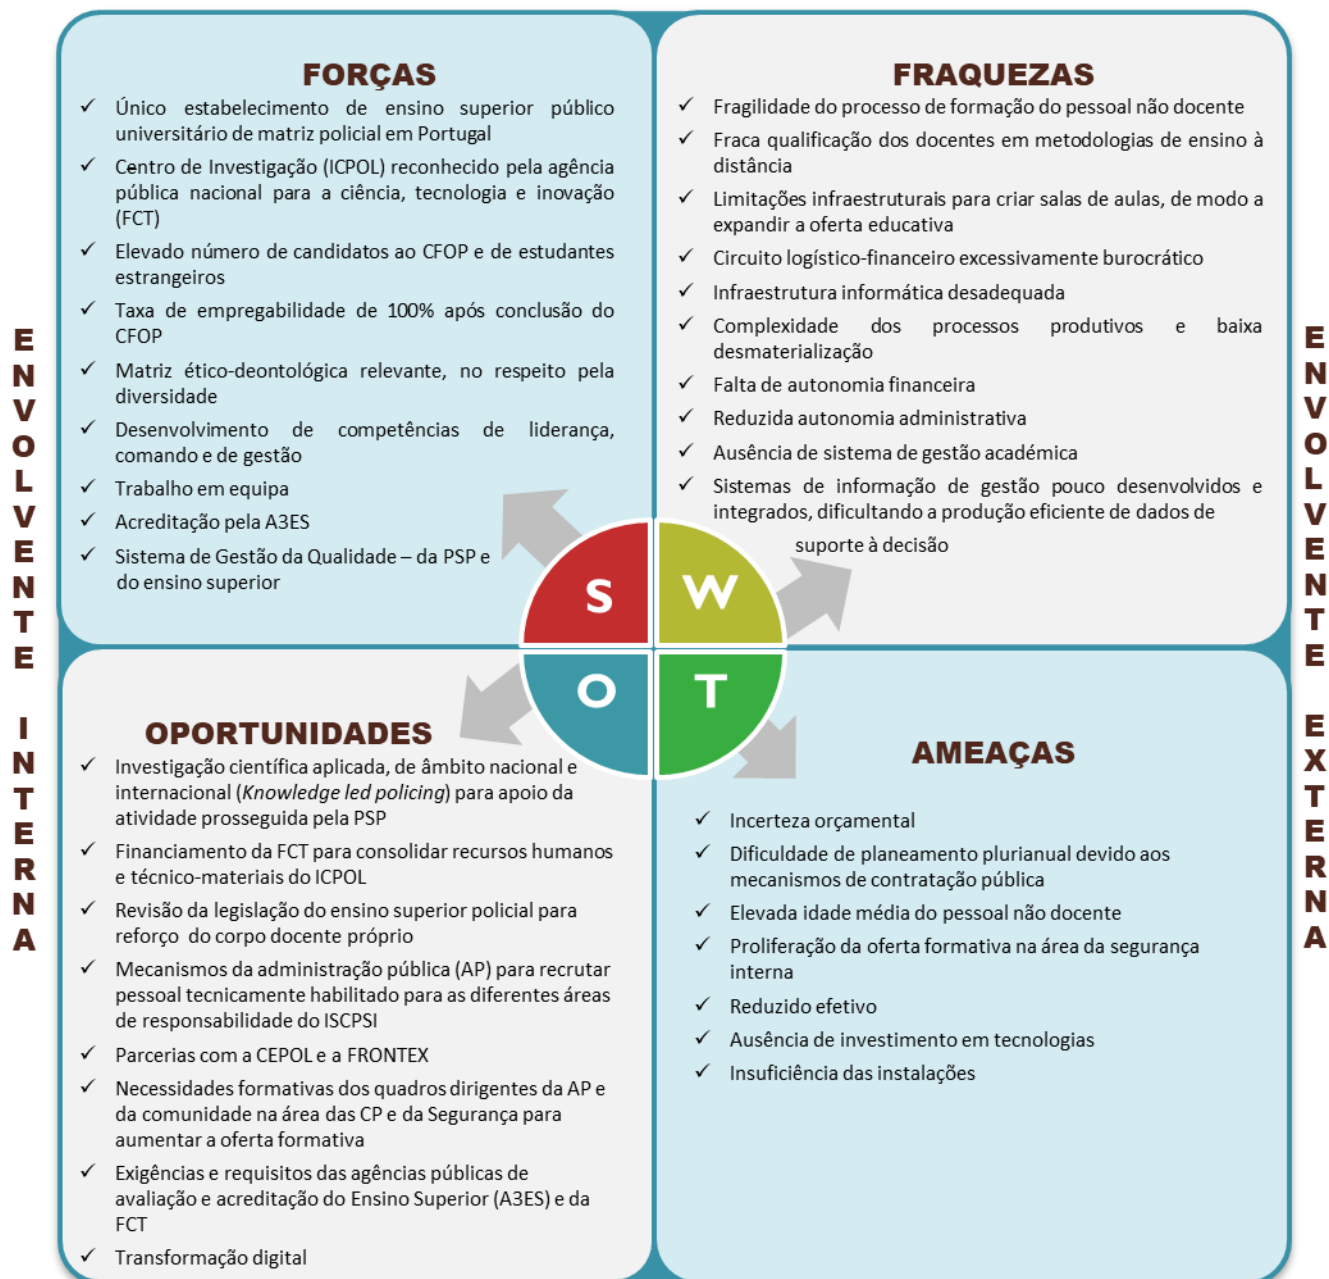 FORÇAS
✓ Único estabelecimento de ensino superior público
universitário de matriz policial em Portugal
✓ Centro de Investigação (ICPOL) reconhecido pela agência
pública nacional para a ciência, tecnologia e inovação
(FCT)
✓ Elevado número de candidatos ao CFOP e de estudantes
estrangeiros
✓ Taxa de empregabilidade de 100% após conclusão do
CFOP
✓ Matriz ético-deontológica relevante, no respeito pela
diversidade
✓ Desenvolvimento de competências de liderança,
comando e de gestão
✓ Trabalho em equipa
✓ Acreditação pela A3ES
✓ Sistema de Gestão da Qualidade – da PSP e
do ensino superior
FRAQUEZAS
✓ Fragilidade do processo de formação do pessoal não docente
✓ Fraca qualificação dos docentes em metodologias de ensino à
distância
✓ Limitações infraestruturais para criar salas de aulas, de modo a
expandir a oferta educativa
✓ Circuito logístico-financeiro excessivamente burocrático
✓ Infraestrutura informática desadequada
✓ Complexidade dos processos produtivos e baixa
desmaterialização
✓ Falta de autonomia financeira
✓ Reduzida autonomia administrativa
✓ Ausência de sistema de gestão académica
✓ Sistemas de informação de gestão pouco desenvolvidos e
integrados, dificultando a produção eficiente de dados de
suporte à decisão
S W
O T
OPORTUNIDADES
✓ Investigação científica aplicada, de âmbito nacional e
internacional (Knowledge led policing) para apoio da
atividade prosseguida pela PSP
✓ Financiamento da FCT para consolidar recursos humanos
e técnico-materiais do ICPOL
✓ Revisão da legislação do ensino superior policial para
reforço do corpo docente próprio
✓ Mecanismos da administração pública (AP) para recrutar
pessoal tecnicamente habilitado para as diferentes áreas
de responsabilidade do ISCPSI
✓ Parcerias com a CEPOL e a FRONTEX
✓ Necessidades formativas dos quadros dirigentes da AP e
da comunidade na área das CP e da Segurança para
aumentar a oferta formativa
✓ Exigências e requisitos das agências públicas de
avaliação e acreditação do Ensino Superior (A3ES) e da
FCT
✓ Transformação digital
AMEAÇAS
✓ Incerteza orçamental
✓ Dificuldade de planeamento plurianual devido aos
mecanismos de contratação pública
✓ Elevada idade média do pessoal não docente
✓ Proliferação da oferta formativa na área da segurança
interna
✓ Reduzido efetivo
✓ Ausência de investimento em tecnologias
✓ Insuficiência das instalações
ENVOLVENTE INTERNA
ENVOLVENTE EXTERNA